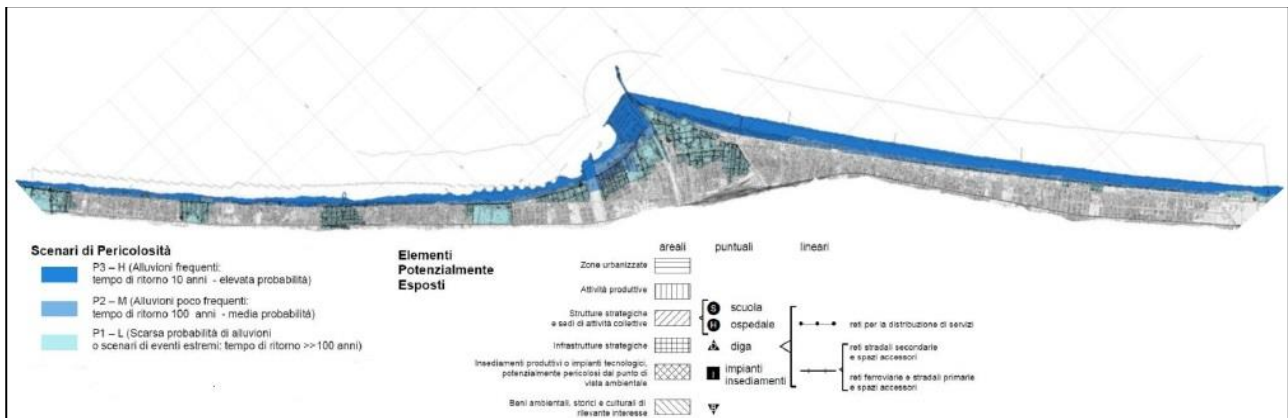 Scenari di Pericolosità
P3 – H (Alluvioni frequenti:
tempo di ritorno 10 anni - elevata probabilità)
P2 – M (Alluvioni poco frequenti:
tempo di ritorno 100 anni - media probabilità)
P1 – L (Scarsa probabilità di alluvioni
o scenari di eventi estremi: tempo di ritorno >>100 anni)
Elementi
Potenzialmente
Esposti
areali puntuali lineari
Zone urbanizzate
Attività produttive
Strutture strategiche
e sedi di attività collettive
Infrastrutture strategiche
Insediamenti produttivi o impianti tecnologici,
potenzialmente pericolosi dal punto di
vista ambientale
Beni ambientali, storici e culturali di
rilevante interesse
S scuola
H ospedale
diga
impianti
insediamenti
reti per la distribuzione di servizi
reti stradali secondarie
e spazi accessori
reti ferroviarie e stradali primarie
e spazi accessori